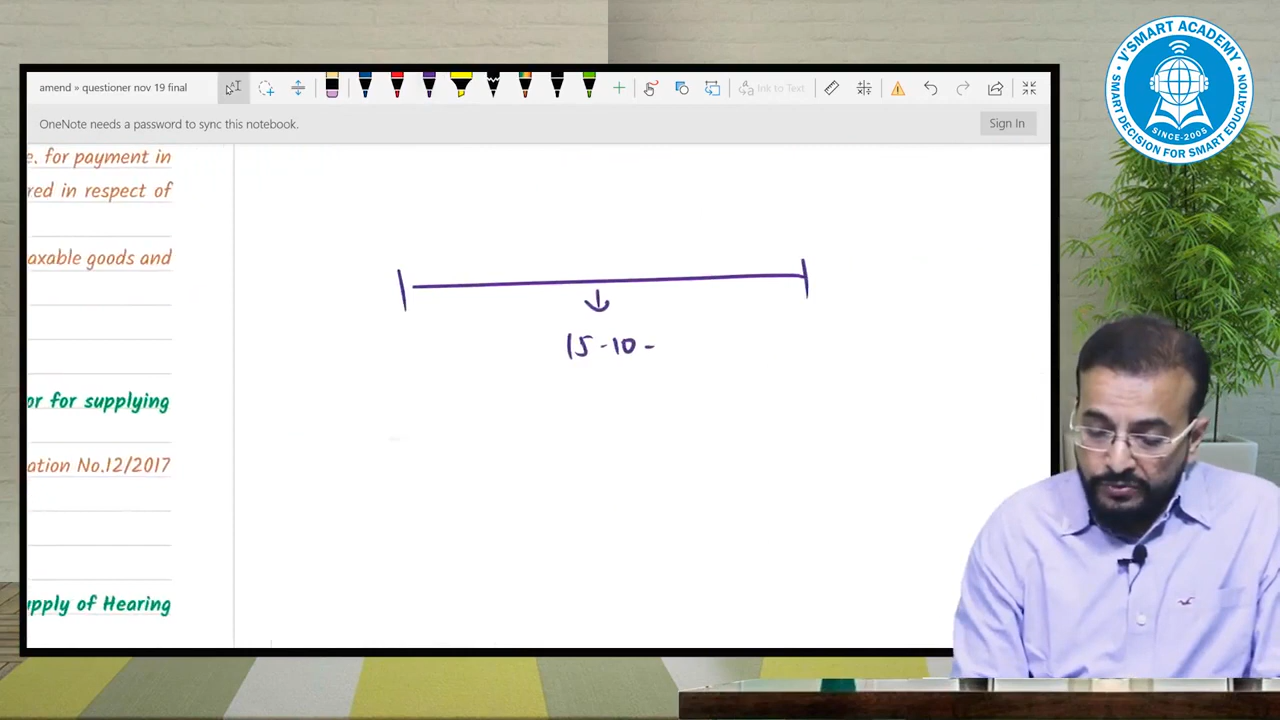 V'SMART ACADEMY
SMART DECISION FOR SMART EDUCATION
SINCE-2005
amend » questioner nov 19 final
Ink to Text
OneNote needs a password to sync this notebook.
Sign In
e. for payment in
red in respect of
axable goods and
or for supplying
ation No.12/2017
upply of Hearing
15-10-